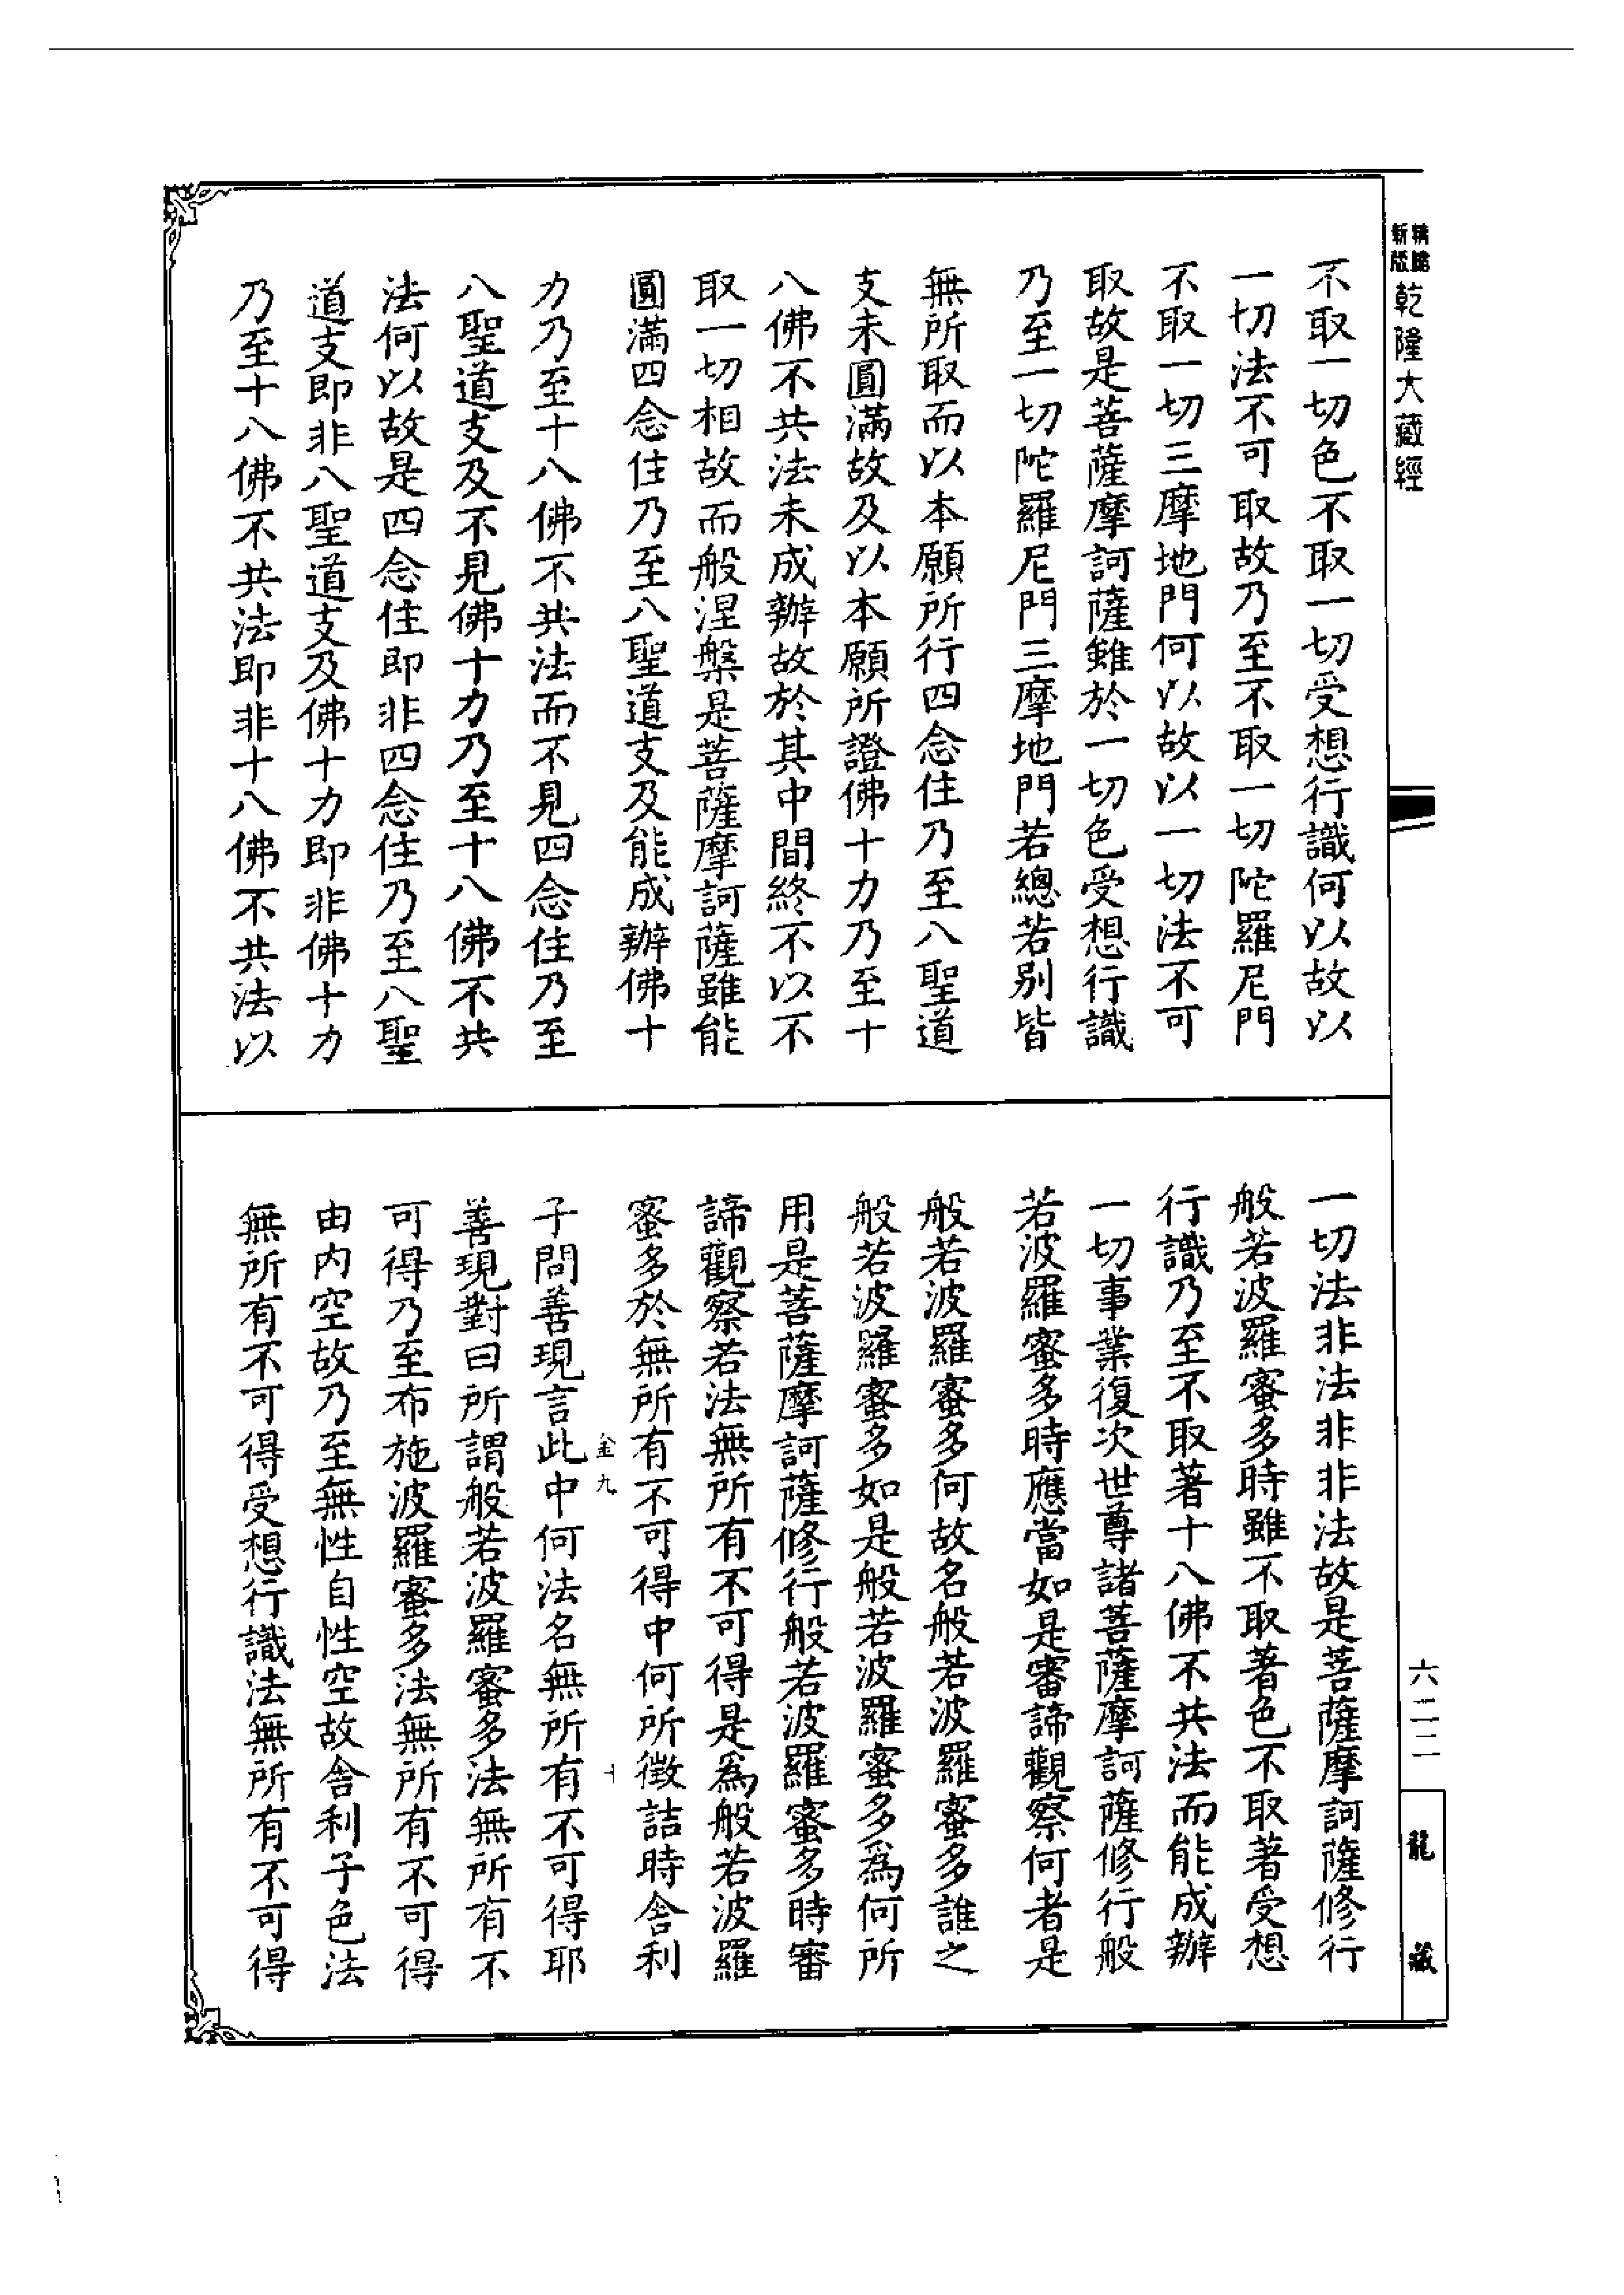 新版
精縮
乾隆大藏經
不取一切色不取一切受想行識何以故以
一切法不可取故乃至不取一切陀羅尼門
不取一切三摩地門何以故以一切法不可
取故是菩薩摩訶薩雖於一切色受想行識
乃至一切陀羅尼門三摩地門若總若別皆
無所取而以本願所行四念住乃至八聖道
支未圓滿故及以本願所證佛十力乃至十
八佛不共法未成辦故於其中間終不以不
取一切相故而般涅槃是菩薩摩訶薩雖能
圓滿四念住乃至八聖道支及能成辦佛十
力乃至十八佛不共法而不見四念住乃至
八聖道支及不見佛十力乃至十八佛不共
法何以故是四念住即非四念住乃至八聖
道支即非八聖道支及佛十力即非佛十力
乃至十八佛不共法即非十八佛不共法以
一切法非法非非法故是菩薩摩訶薩修行
般若波羅蜜多時雖不取著色不取著受想
行識乃至不取著十八佛不共法而能成辦
一切事業復次世尊諸菩薩摩訶薩修行般
若波羅蜜多時應當如是審諦觀察何者是
般若波羅蜜多何故名般若波羅蜜多誰之
般若波羅蜜多如是般若波羅蜜多爲何所
用是菩薩摩訶薩修行般若波羅蜜多時審
諦觀察若法無所有不可得是爲般若波羅
蜜多於無所有不可得中何所徵詰時舍利
金九 十
子問善現言此中何法名無所有不可得耶
善現對曰所謂般若波羅蜜多法無所有不
可得乃至布施波羅蜜多法無所有不可得
由內空故乃至無性自性空故舍利子色法
無所有不可得受想行識法無所有不可得
六二二
龍藏